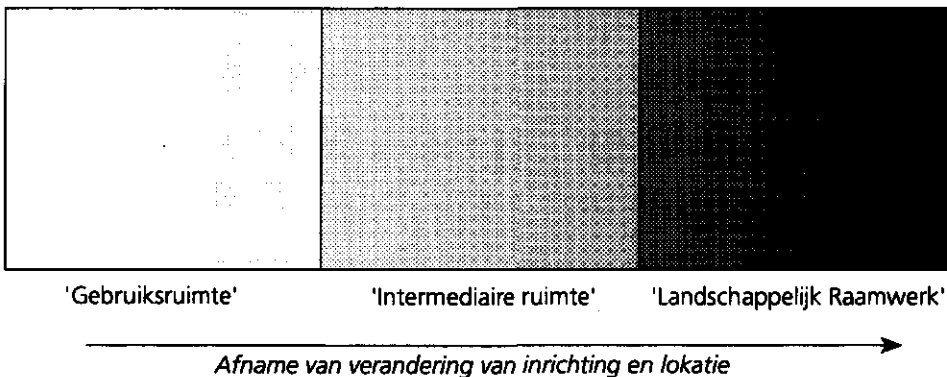 'Gebruiksruimte' 'Intermediaire ruimte' 'Landschappelijk Raamwerk'
Afname van verandering van inrichting en lokatie